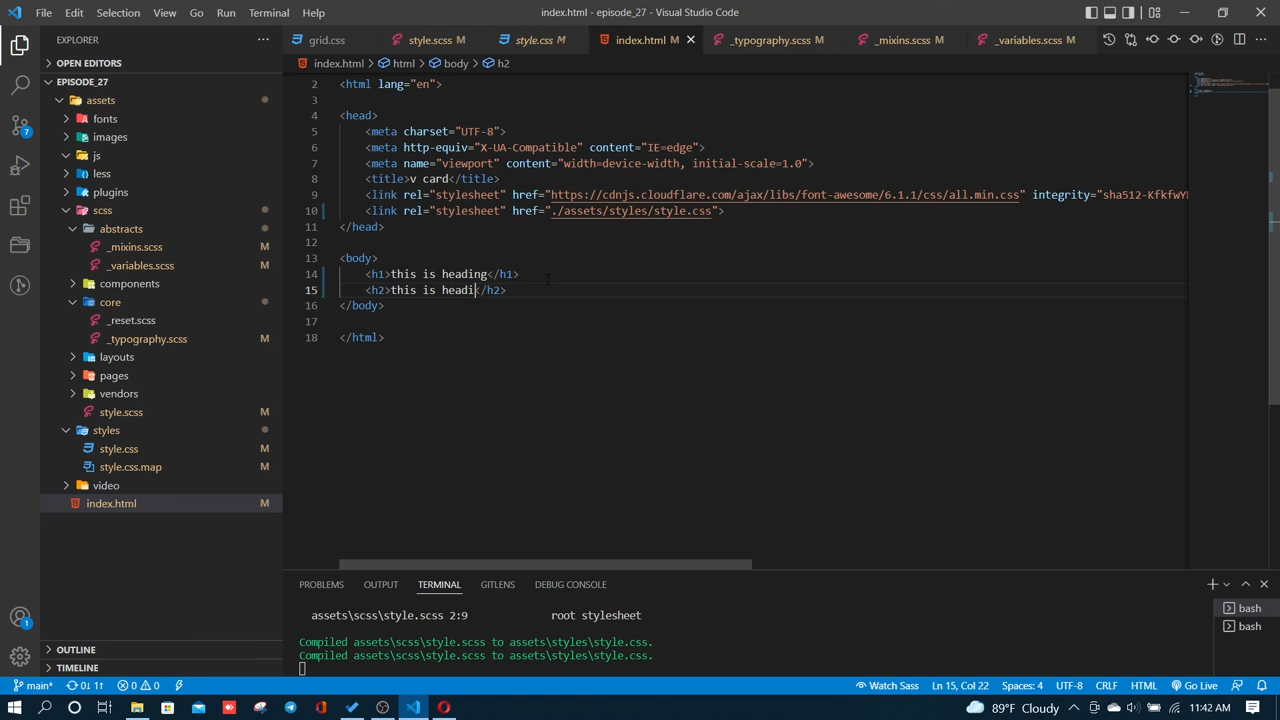 File Edit Selection View Go Run Terminal Help index.html - episode_27 - Visual Studio Code
EXPLORER
OPEN EDITORS
EPISODE_27
assets
fonts
images
js
less
plugins
scss
abstracts
_mixins.scss
_variables.scss
components
core
_reset.scss
_typography.scss M
layouts
pages
vendors
style.scss M
styles
style.css M
style.css.map M
video
index.html M
OUTLINE
TIMELINE
grid.css style.scss M style.css M index.html M _typography.scss M _mixins.scss M _variables.scss M
index.html > html > body > h2
2 <html lang="en">
3
4 <head>
5 <meta charset="UTF-8">
6 <meta http-equiv="X-UA-Compatible" content="IE=edge">
7 <meta name="viewport" content="width=device-width, initial-scale=1.0">
8 <title>v card</title>
9 <link rel="stylesheet" href="https://cdnjs.cloudflare.com/ajax/libs/font-awesome/6.1.1/css/all.min.css" integrity="sha512-KfkfwY
10 <link rel="stylesheet" href="./assets/styles/style.css">
11 </head>
12
13 <body>
14 <h1>this is heading</h1>
15 <h2>this is headi</h2>
16 </body>
17
18 </html>
PROBLEMS OUTPUT TERMINAL GITLENS DEBUG CONSOLE
assets\scss\style.scss 2:9 root stylesheet
Compiled assets\scss\style.scss to assets\styles\style.css.
Compiled assets\scss\style.scss to assets\styles\style.css.
bash
bash
7
1
main* 0↓ 1↑ 0 0 Watch Sass Ln 15, Col 22 Spaces: 4 UTF-8 CRLF HTML Go Live
89°F Cloudy ENG 11:42 AM